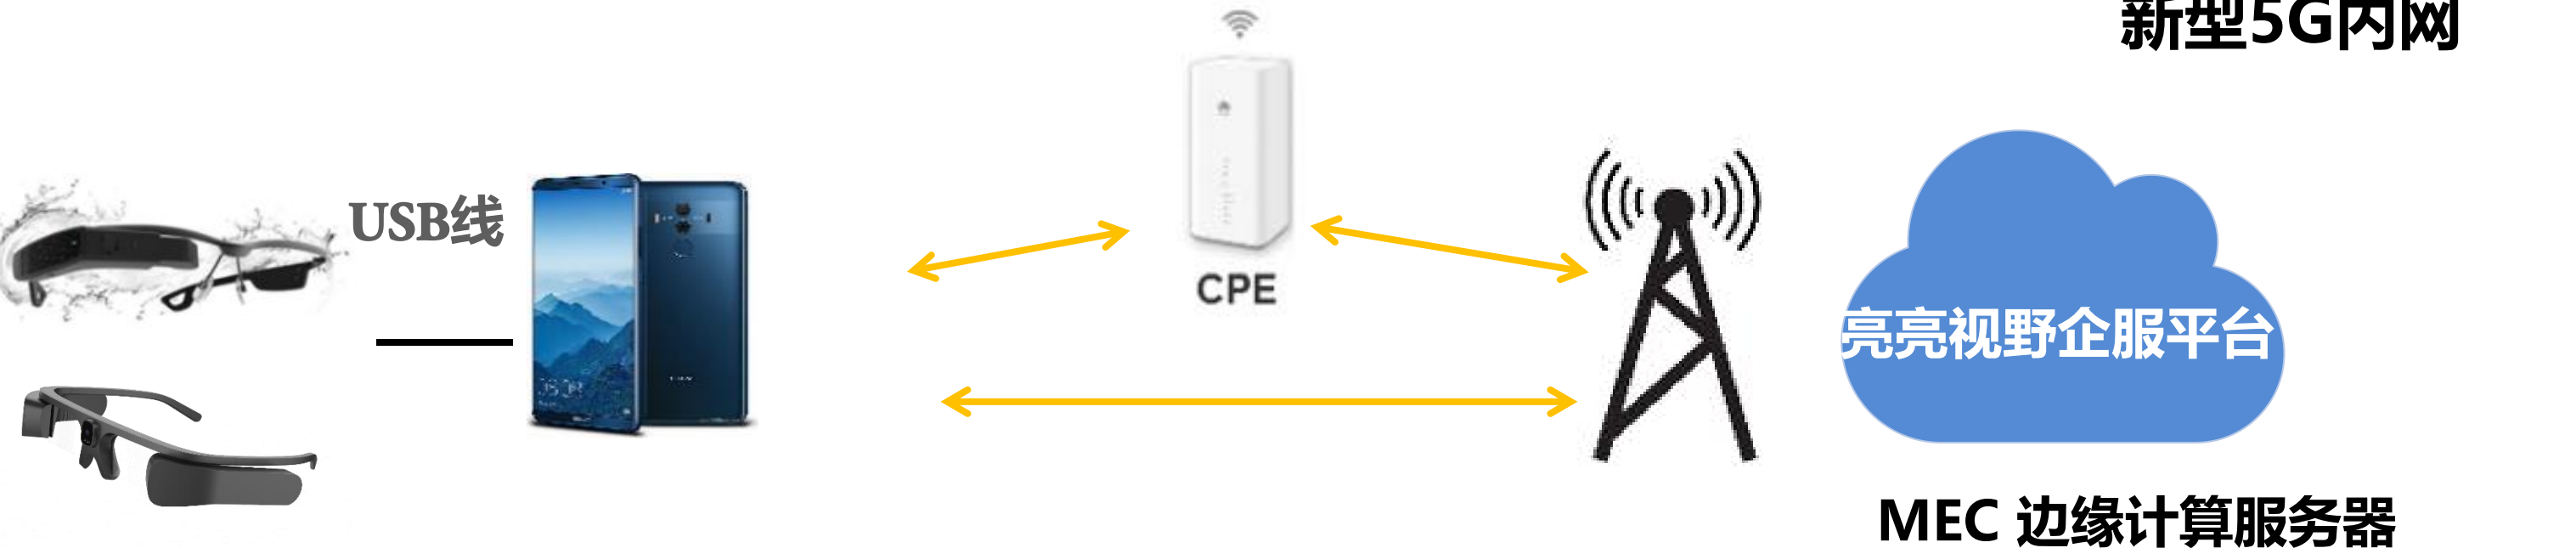 新型5G内网
USB线
CPE
亮亮视野企服平台
MEC 边缘计算服务器